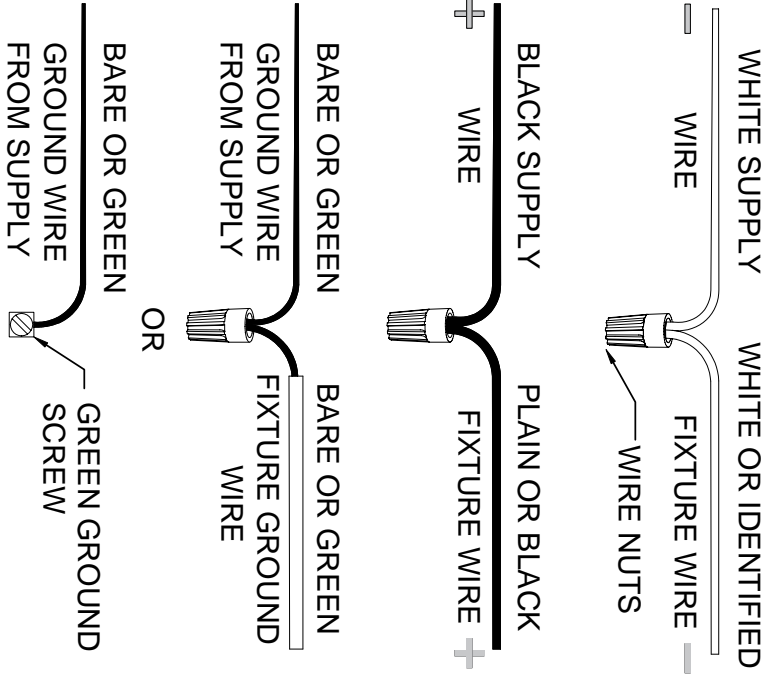 WHITE SUPPLY
WIRE
WHITE OR IDENTIFIED
FIXTURE WIRE
WIRE NUTS
BLACK SUPPLY
WIRE
PLAIN OR BLACK
FIXTURE WIRE
BARE OR GREEN
GROUND WIRE
FROM SUPPLY
BARE OR GREEN
FIXTURE GROUND
WIRE
OR
BARE OR GREEN
GROUND WIRE
FROM SUPPLY
GREEN GROUND
SCREW